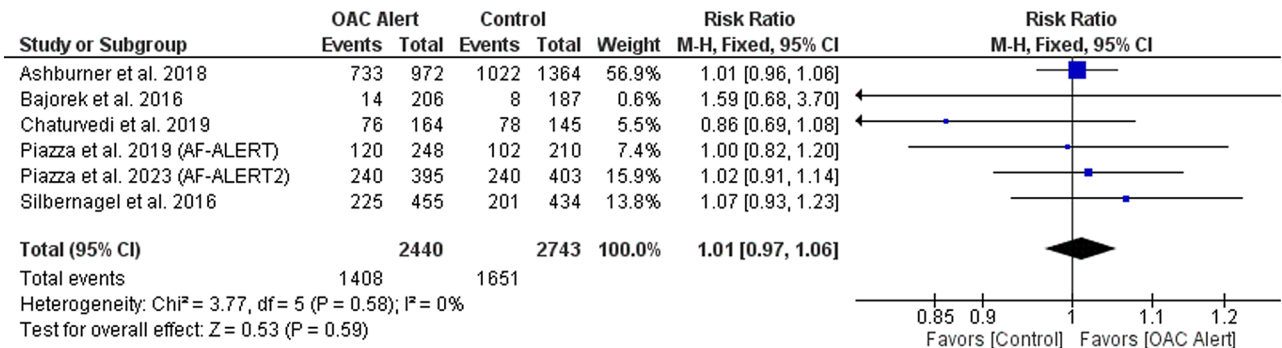 OAC Alert Control Risk Ratio Risk Ratio
Study or Subgroup Events Total Events Total Weight M-H, Fixed, 95% CI M-H, Fixed, 95% CI
Ashburner et al. 2018 733 972 1022 1364 56.9% 1.01 [0.96, 1.06]
Bajorek et al. 2016 14 206 8 187 0.6% 1.59 [0.68, 3.70]
Chaturvedi et al. 2019 76 164 78 145 5.5% 0.86 [0.69, 1.08]
Piazza et al. 2019 (AF-ALERT) 120 248 102 210 7.4% 1.00 [0.82, 1.20]
Piazza et al. 2023 (AF-ALERT2) 240 395 240 403 15.9% 1.02 [0.91, 1.14]
Silbernagel et al. 2016 225 455 201 434 13.8% 1.07 [0.93, 1.23]
Total (95% CI) 2440 2743 100.0% 1.01 [0.97, 1.06]
Total events 1408 1651
Heterogeneity: Chi² = 3.77, df = 5 (P = 0.58); I² = 0%
Test for overall effect: Z = 0.53 (P = 0.59)
0.85 0.9 1 1.1 1.2
Favors [Control] Favors [OAC Alert]